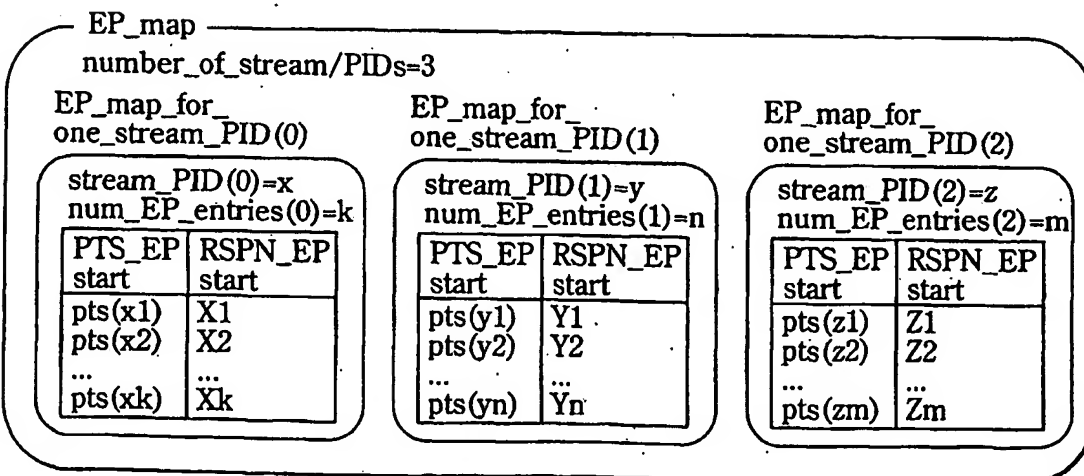 EP_map
number_of_stream/PIDs=3
EP_map_for_
one_stream_PID(0)
stream_PID(0)=x
num_EP_entries(0)=k
PTS_EP RSPN_EP
start start
pts(x1) X1
pts(x2) X2
... ...
pts(xk) Xk
EP_map_for_
one_stream_PID(1)
stream_PID(1)=y
num_EP_entries(1)=n
PTS_EP RSPN_EP
start start
pts(y1) Y1
pts(y2) Y2
... ...
pts(yn) Yn
EP_map_for_
one_stream_PID(2)
stream_PID(2)=z
num_EP_entries(2)=m
PTS_EP RSPN_EP
start start
pts(z1) Z1
pts(z2) Z2
... ...
pts(zm) Zm